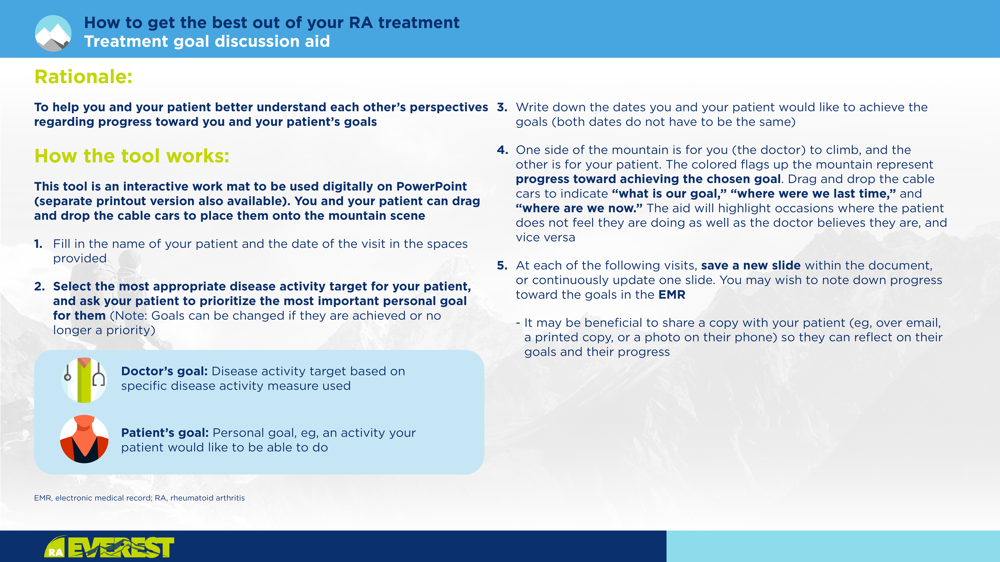 How to get the best out of your RA treatment
Treatment goal discussion aid
Rationale:
To help you and your patient better understand each other’s perspectives
regarding progress toward you and your patient’s goals
How the tool works:
This tool is an interactive work mat to be used digitally on PowerPoint
(separate printout version also available). You and your patient can drag
and drop the cable cars to place them onto the mountain scene
1. Fill in the name of your patient and the date of the visit in the spaces
provided
2. Select the most appropriate disease activity target for your patient,
and ask your patient to prioritize the most important personal goal
for them (Note: Goals can be changed if they are achieved or no
longer a priority)
Doctor’s goal: Disease activity target based on
specific disease activity measure used
Patient’s goal: Personal goal, eg, an activity your
patient would like to be able to do
3. Write down the dates you and your patient would like to achieve the
goals (both dates do not have to be the same)
4. One side of the mountain is for you (the doctor) to climb, and the
other is for your patient. The colored flags up the mountain represent
progress toward achieving the chosen goal. Drag and drop the cable
cars to indicate “what is our goal,” “where were we last time,” and
“where are we now.” The aid will highlight occasions where the patient
does not feel they are doing as well as the doctor believes they are, and
vice versa
5. At each of the following visits, save a new slide within the document,
or continuously update one slide. You may wish to note down progress
toward the goals in the EMR
- It may be beneficial to share a copy with your patient (eg, over email,
a printed copy, or a photo on their phone) so they can reflect on their
goals and their progress
EMR, electronic medical record; RA, rheumatoid arthritis
RA EVEREST